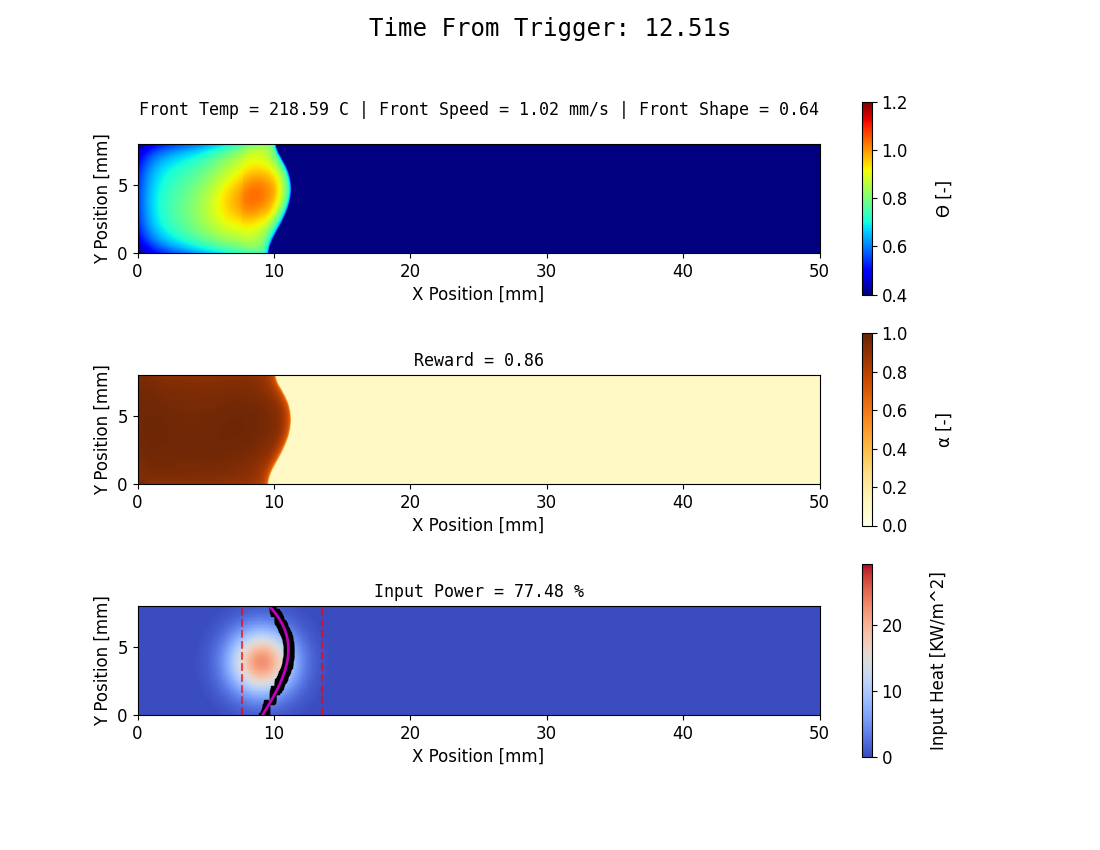 Time From Trigger: 12.51s
Front Temp = 218.59 C | Front Speed = 1.02 mm/s | Front Shape = 0.64
Y Position [mm]
5
0
0 10 20 30 40 50
X Position [mm]
1.2
1.0
0.8
0.6
0.4
Θ [-]
Reward = 0.86
Y Position [mm]
5
0
0 10 20 30 40 50
X Position [mm]
1.0
0.8
0.6
0.4
0.2
0.0
α [-]
Input Power = 77.48 %
Y Position [mm]
5
0
0 10 20 30 40 50
X Position [mm]
20
10
0
Input Heat [KW/m^2]